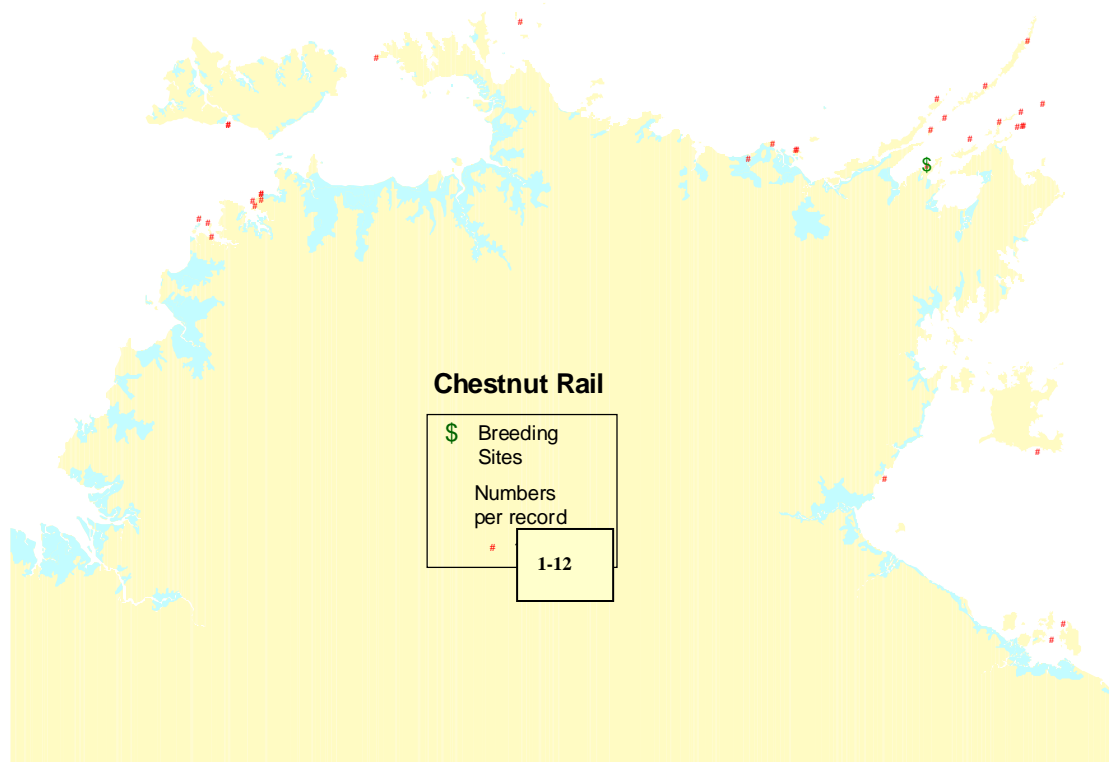 Chestnut Rail
$ Breeding
Sites
Numbers
per record
#
1-12